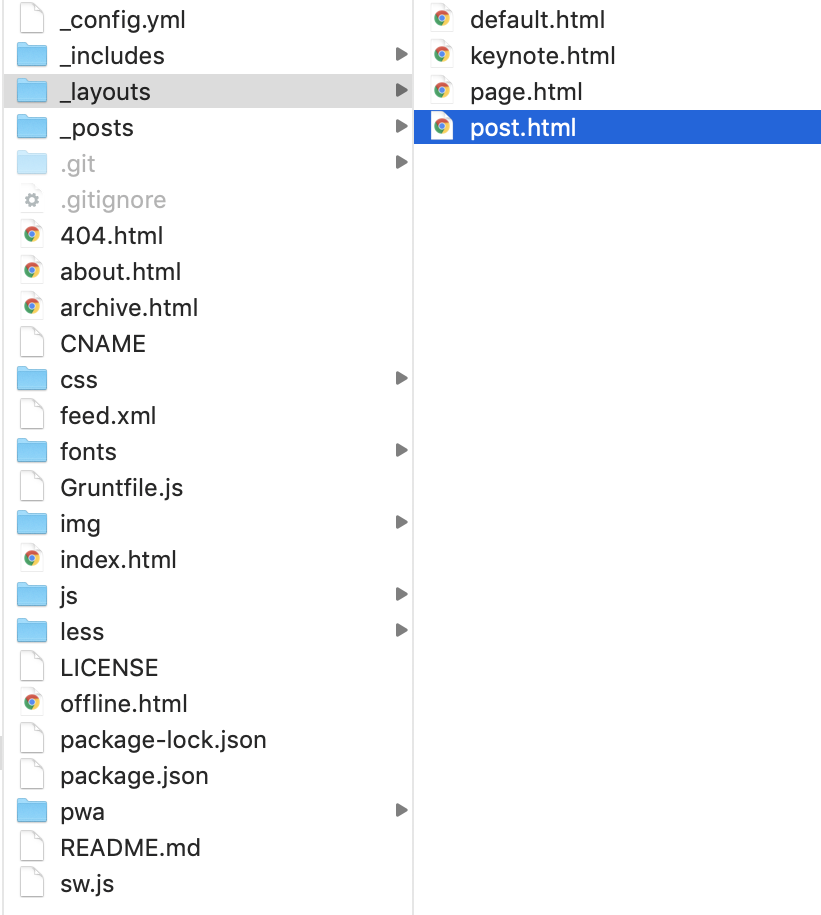 _config.yml
_includes
_layouts
_posts
.git
.gitignore
404.html
about.html
archive.html
CNAME
css
feed.xml
fonts
Gruntfile.js
img
index.html
js
less
LICENSE
offline.html
package-lock.json
package.json
pwa
README.md
sw.js
default.html
keynote.html
page.html
post.html